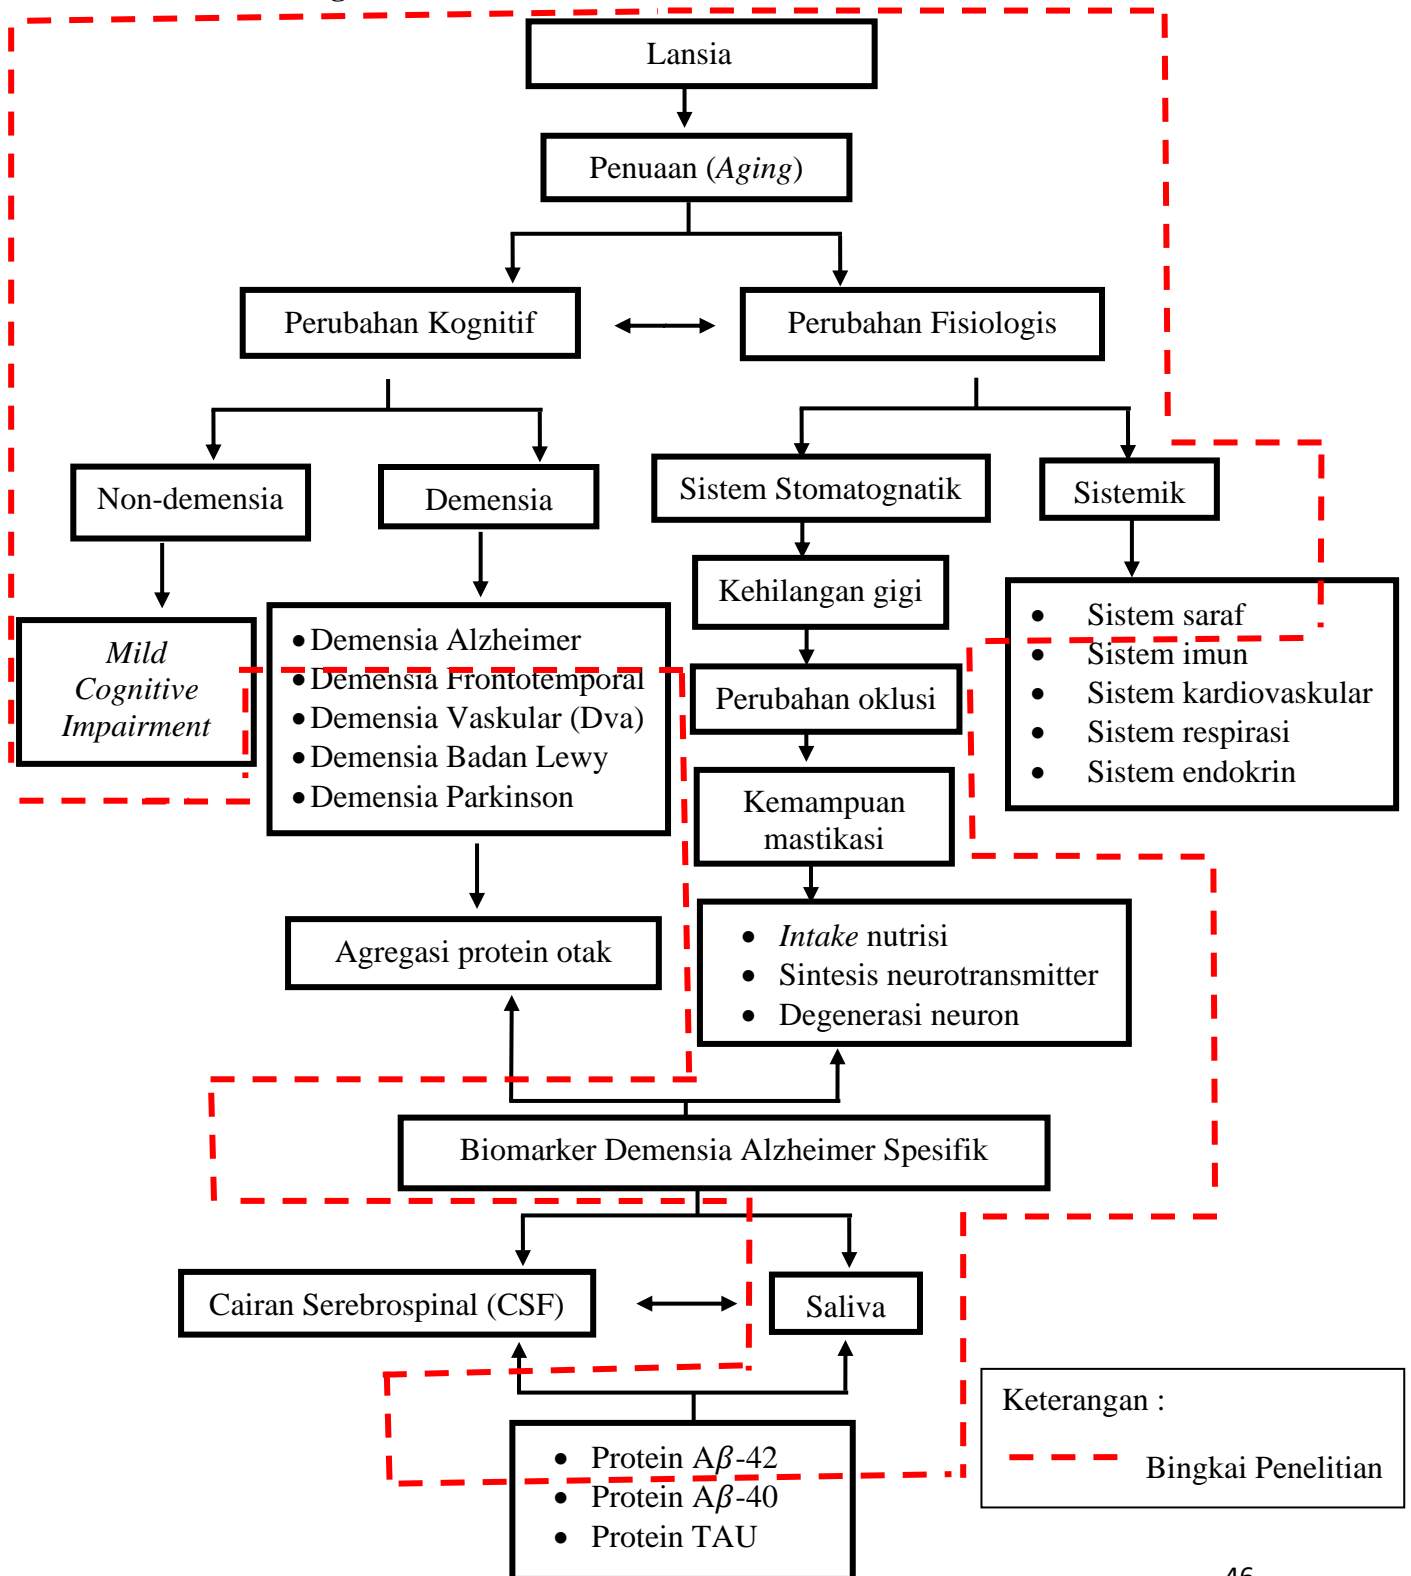 Lansia
Penuaan (Aging)
Perubahan Kognitif
Perubahan Fisiologis
Non-demensia
Demensia
Sistem Stomatognatik
Sistemik
Mild
Cognitive
Impairment
• Demensia Alzheimer
• Demensia Frontotemporal
• Demensia Vaskular (Dva)
• Demensia Badan Lewy
• Demensia Parkinson
Kehilangan gigi
Perubahan oklusi
Kemampuan
mastikasi
• Sistem saraf
• Sistem imun
• Sistem kardiovaskular
• Sistem respirasi
• Sistem endokrin
Agregasi protein otak
• Intake nutrisi
• Sintesis neurotransmitter
• Degenerasi neuron
Biomarker Demensia Alzheimer Spesifik
Cairan Serebrospinal (CSF)
Saliva
• Protein Aβ-42
• Protein Aβ-40
• Protein TAU
Keterangan :
Bingkai Penelitian
46